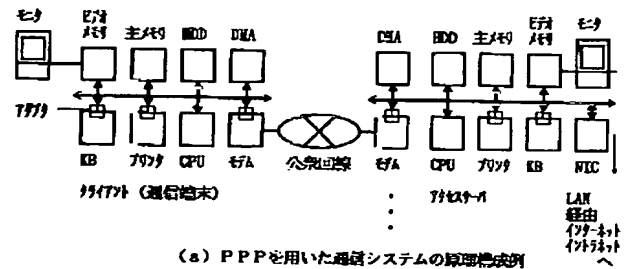 モニタ ビデオメモリ 主メモリ HDD DMA
DMA HDD 主メモリ ビデオメモリ モニタ
アダプタ
KB プリンタ CPU モデム 公衆回線 モデム CPU プリンタ KB NIC
クライアント（通信端末） アクセスサーバ
LAN
経由
インターネット
イントラネット
へ
（a）PPPを用いた通信システムの原理構成例